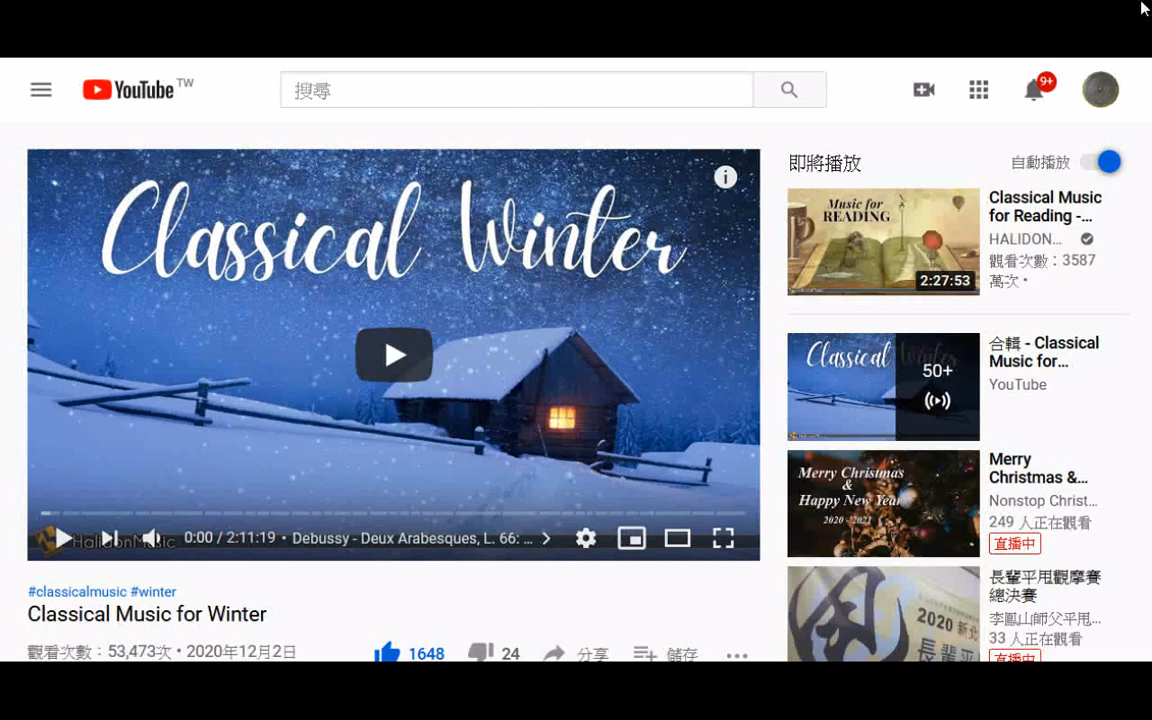 YouTube TW
搜尋
9+
Classical Winter
HalidonMusic
0:00 / 2:11:19 • Debussy - Deux Arabesques, L. 66: ...
#classicalmusic #winter
Classical Music for Winter
觀看次數：53,473次 • 2020年12月2日
1648
24
分享
儲存
即將播放
自動播放
Music for
READING
2:27:53
Classical Music
for Reading -...
HALIDON...
觀看次數：3587
萬次 •
Classical Winter
50+
合輯 - Classical
Music for...
YouTube
Merry Christmas
&
Happy New Year
2020 - 2021
Merry
Christmas &...
Nonstop Christ...
249 人正在觀看
直播中
2020 新北
長輩平
長輩平甩觀摩賽
總決賽
李鳳山師父平甩...
33 人正在觀看
直播中